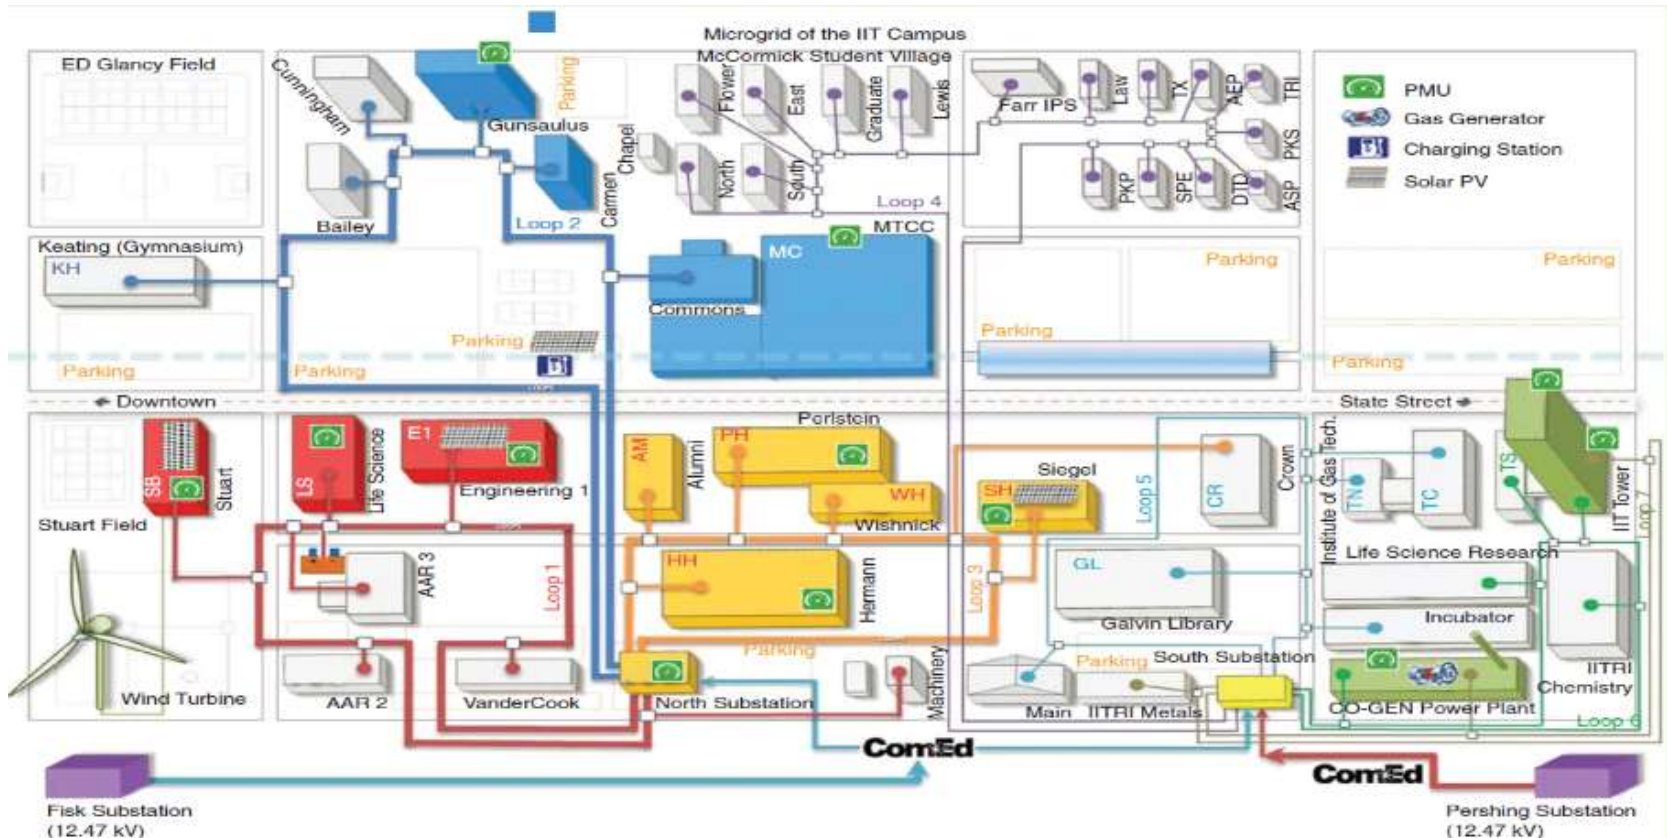 Microgrid of the IIT Campus
McCormick Student Village
ED Glancy Field
Cunningham
Gunsaulus
Parking
Bailey
Loop 2
Carmen
Chapel
Flower
East
Graduate
Lewis
North
South
Loop 4
MTCC
MC
Commons
Farr IPS
Law
TX
AEP
TRI
PKS
PKP
SPE
DTD
ASP
PMU
Gas Generator
Charging Station
Solar PV
Keating (Gymnasium)
KH
Parking
Parking
Parking
Parking
Parking
Parking
Parking
Downtown
State Street
SB
Stuart
Stuart Field
LS
Life Science
E1
Engineering 1
AM
Alumni
Perlstein
PH
WH
Wishnick
HH
Hermann
Siegel
SH
CR
Crown
Loop 5
Institute of Gas Tech.
TN
TC
TS
IIT Tower
Loop 7
AAR 3
Loop 1
Loop 3
GL
Galvin Library
Life Science Research
Incubator
IITRI
Chemistry
Wind Turbine
AAR 2
VanderCook
Parking
North Substation
Machinery
Parking
South Substation
Main
IITRI Metals
CO-GEN Power Plant
Loop 6
ComEd
ComEd
Fisk Substation
(12.47 kV)
Pershing Substation
(12.47 kV)